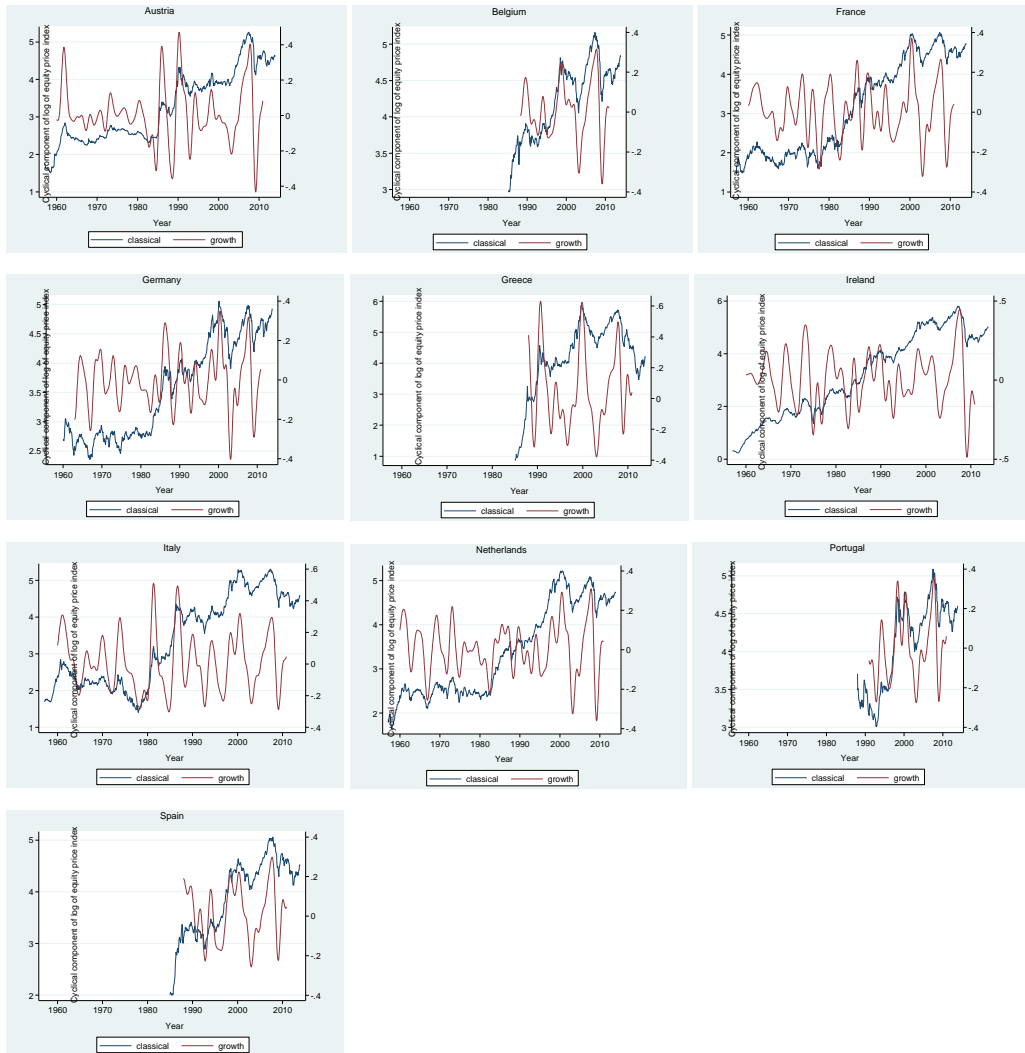 Austria
Cyclical component of log of equity price index
5
4
3
2
1
.4
.2
0
-.2
-.4
1960 1970 1980 1990 2000 2010
Year
classical growth
Belgium
Cyclical component of log of equity price index
5
4.5
4
3.5
3
.4
.2
0
-.2
-.4
1960 1970 1980 1990 2000 2010
Year
classical growth
France
Cyclical component of log of equity price index
5
4
3
2
1
.4
.2
0
-.2
-.4
1960 1970 1980 1990 2000 2010
Year
classical growth
Germany
Cyclical component of log of equity price index
5
4.5
4
3.5
3
2.5
.4
.2
0
-.2
-.4
1960 1970 1980 1990 2000 2010
Year
classical growth
Greece
Cyclical component of log of equity price index
6
5
4
3
2
1
.6
.4
.2
0
-.2
-.4
1960 1970 1980 1990 2000 2010
Year
classical growth
Ireland
Cyclical component of log of equity price index
6
4
2
0
0.5
0
-.5
1960 1970 1980 1990 2000 2010
Year
classical growth
Italy
Cyclical component of log of equity price index
5
4
3
2
1
.6
.4
.2
0
-.2
-.4
1960 1970 1980 1990 2000 2010
Year
classical growth
Netherlands
Cyclical component of log of equity price index
5
4
3
2
.4
.2
0
-.2
-.4
1960 1970 1980 1990 2000 2010
Year
classical growth
Portugal
Cyclical component of log of equity price index
5
4.5
4
3.5
3
.4
.2
0
-.2
-.4
1960 1970 1980 1990 2000 2010
Year
classical growth
Spain
Cyclical component of log of equity price index
5
4
3
2
.4
.2
0
-.2
-.4
1960 1970 1980 1990 2000 2010
Year
classical growth